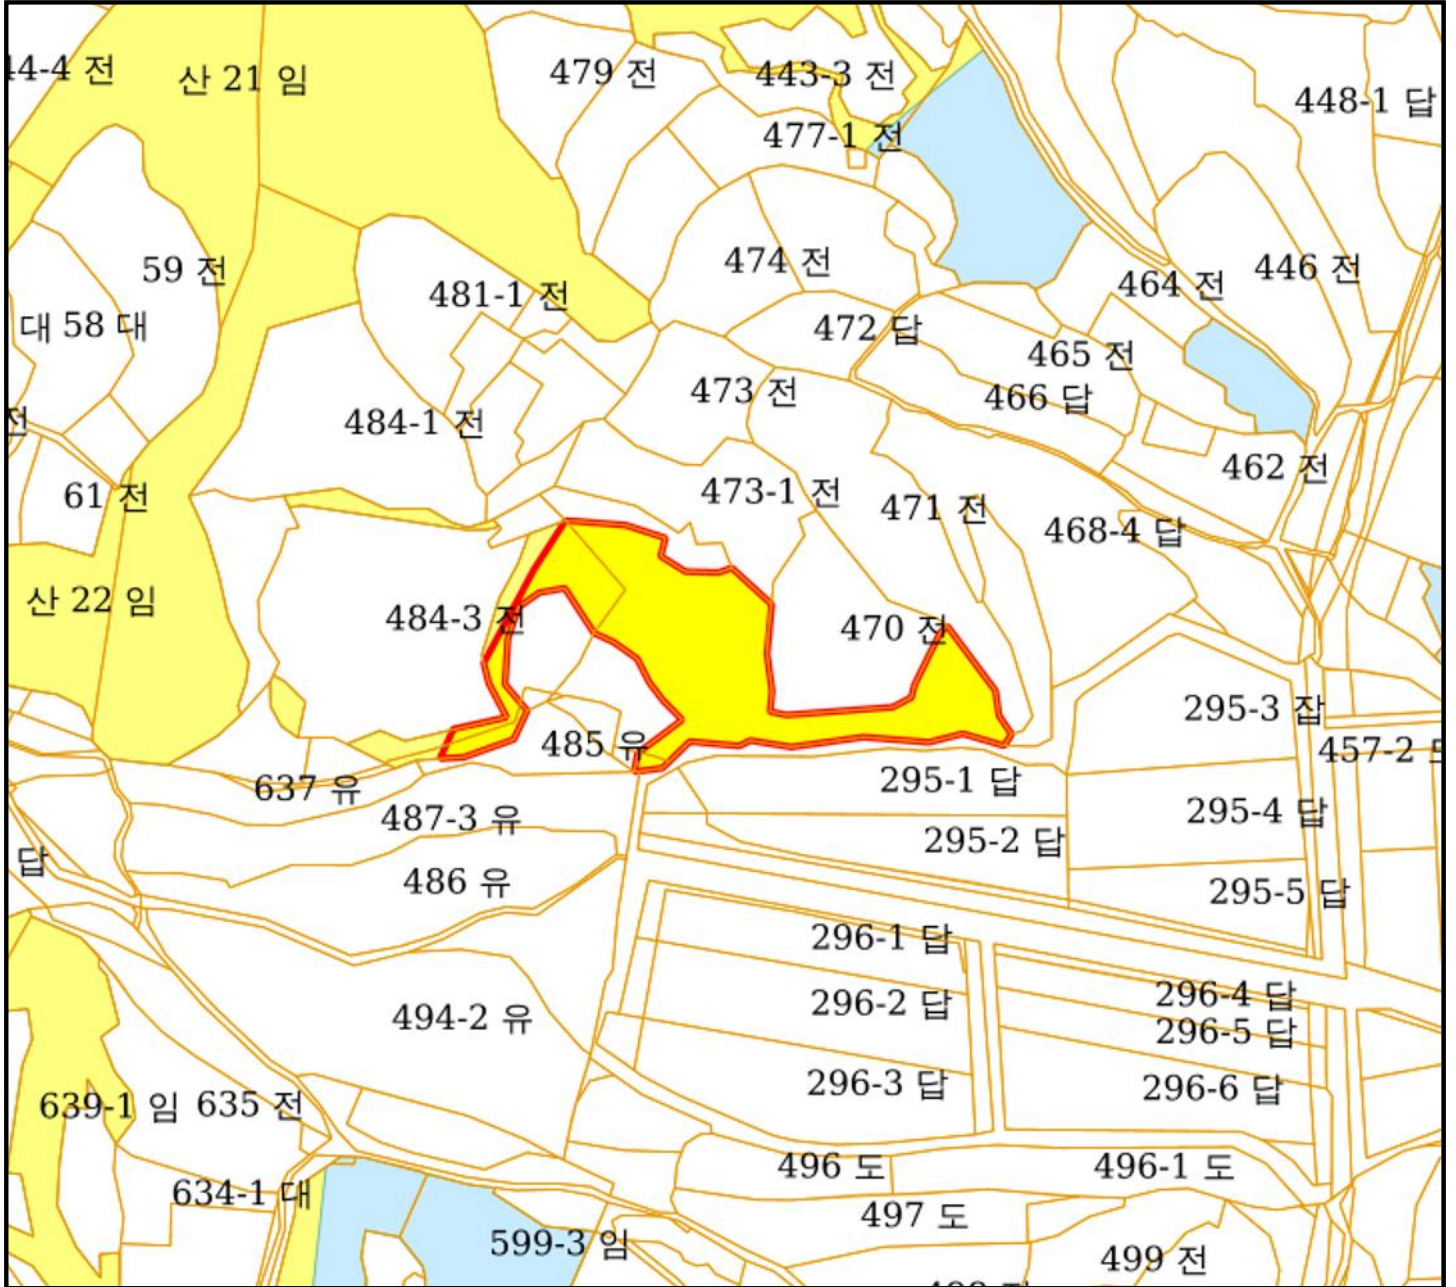 산 21 임
479 전
443-3 전
448-1 답
477-1 전
59 전
474 전
464 전
446 전
481-1 전
대
58 대
472 답
465 전
473 전
466 답
전
484-1 전
462 전
61 전
473-1 전
471 전
468-4 답
산 22 임
484-3 전
470 전
295-3 잡
485 유
457-2
637 유
295-1 답
487-3 유
295-4 답
295-2 답
답
486 유
295-5 답
296-1 답
296-4 답
296-2 답
494-2 유
296-5 답
296-3 답
296-6 답
639-1 임
635 전
496 도
496-1 도
634-1 대
497 도
599-3 임
499 전